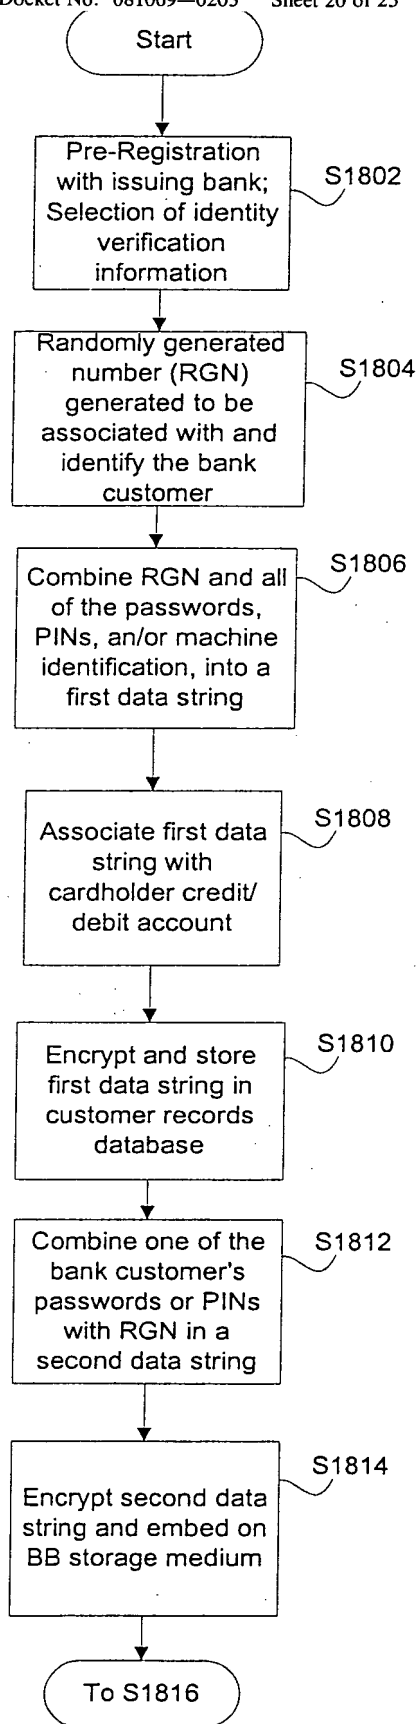 Docket No. 081069-0205 Sheet 20 of 25
Start
Pre-Registration
with issuing bank;
Selection of identity
verification
information
S1802
Randomly generated
number (RGN)
generated to be
associated with and
identify the bank
customer
S1804
Combine RGN and all
of the passwords,
PINs, an/or machine
identification, into a
first data string
S1806
Associate first data
string with
cardholder credit/
debit account
S1808
Encrypt and store
first data string in
customer records
database
S1810
Combine one of the
bank customer's
passwords or PINs
with RGN in a
second data string
S1812
Encrypt second data
string and embed on
BB storage medium
S1814
To S1816